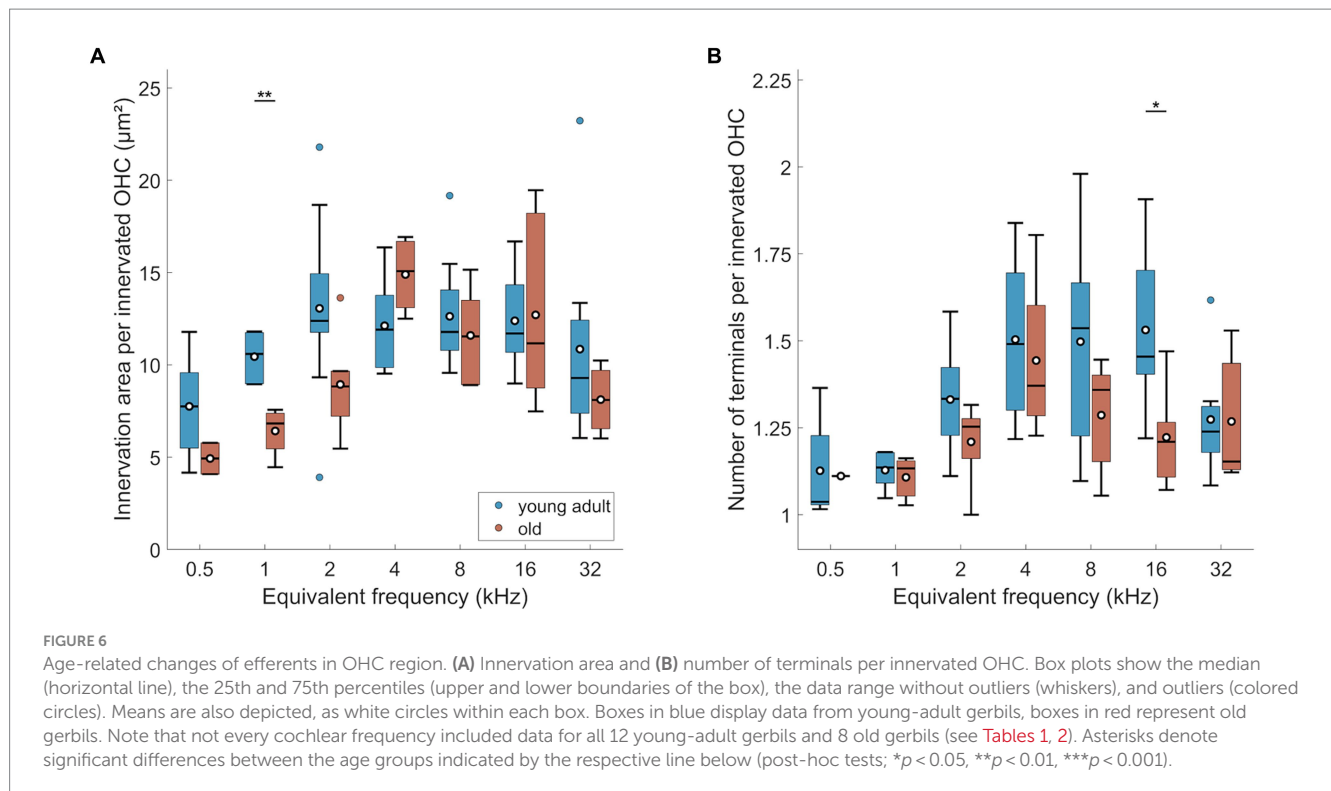 A
Innervation area per innervated OHC (µm²)
25
20
15
10
5
0
**
0.5 1 2 4 8 16 32
Equivalent frequency (kHz)
young adult
old
B
Number of terminals per innervated OHC
2.25
2
1.75
1.5
1.25
1
*
0.5 1 2 4 8 16 32
Equivalent frequency (kHz)
FIGURE 6
Age-related changes of efferents in OHC region. (A) Innervation area and (B) number of terminals per innervated OHC. Box plots show the median
(horizontal line), the 25th and 75th percentiles (upper and lower boundaries of the box), the data range without outliers (whiskers), and outliers (colored
circles). Means are also depicted, as white circles within each box. Boxes in blue display data from young-adult gerbils, boxes in red represent old
gerbils. Note that not every cochlear frequency included data for all 12 young-adult gerbils and 8 old gerbils (see Tables 1, 2). Asterisks denote
significant differences between the age groups indicated by the respective line below (post-hoc tests; *p < 0.05, **p < 0.01, ***p < 0.001).